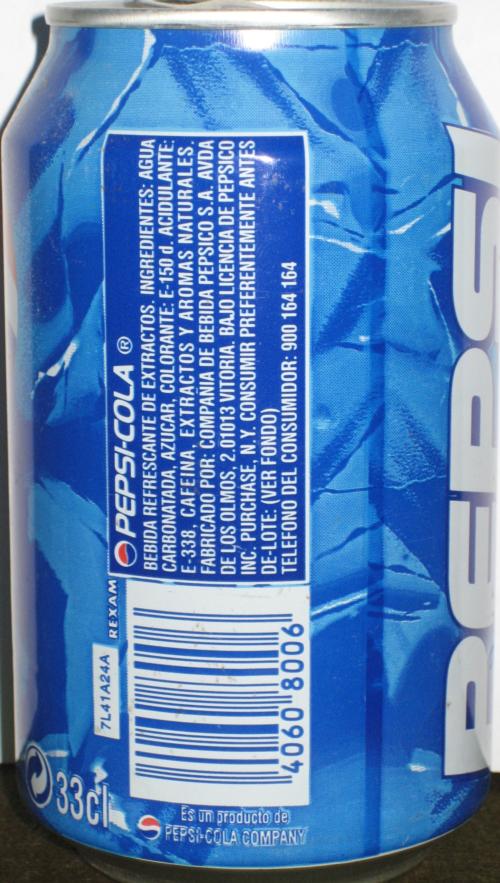 PEPSI-COLA ®
BEBIDA REFRESCANTE DE EXTRACTOS. INGREDIENTES: AGUA
CARBONATADA, AZUCAR, COLORANTE: E-150 d. ACIDULANTE:
E-338, CAFEINA, EXTRACTOS Y AROMAS NATURALES.
FABRICADO POR: COMPAÑIA DE BEBIDA PEPSICO S.A. AVDA
DE LOS OLMOS, 2 01013 VITORIA. BAJO LICENCIA DE PEPSICO
INC. PURCHASE, N.Y. CONSUMIR PREFERENTEMENTE ANTES
DE-LOTE: (VER FONDO)
TELEFONO DEL CONSUMIDOR: 900 164 164
REXAM
7L41A24A
4060 8006
33cl
Es un producto de
PEPSI-COLA COMPANY
PEPSI